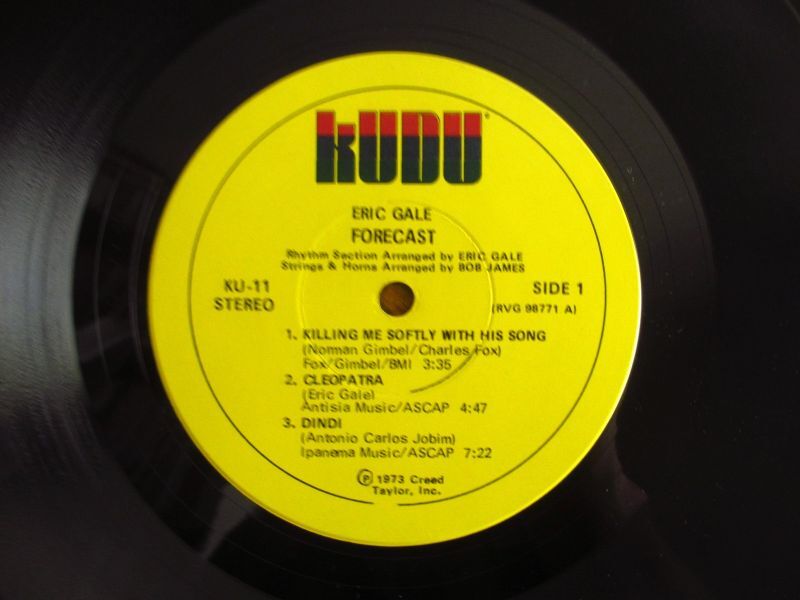 kUDU
ERIC GALE
FORECAST
Rhythm Section Arranged by ERIC GALE
Strings & Horns Arranged by BOB JAMES
KU-11
STEREO
SIDE 1
(RVG 98771 A)
1. KILLING ME SOFTLY WITH HIS SONG
(Norman Gimbel/Charles Fox)
Fox/Gimbel/BMI 3:35
2. CLEOPATRA
(Eric Gale)
Antisia Music/ASCAP 4:47
3. DINDI
(Antonio Carlos Jobim)
Ipanema Music/ASCAP 7:22
℗ 1973 Creed
Taylor, Inc.